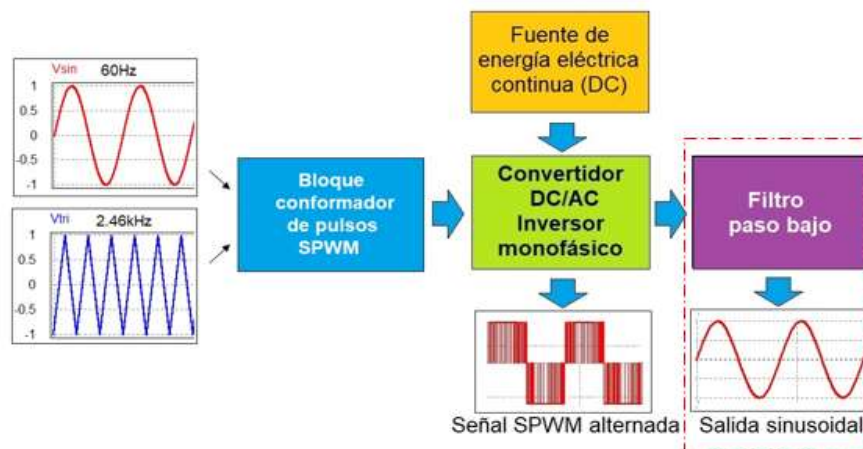 Vsin 60Hz
1
0.5
0
-0.5
-1
Vtri 2.46kHz
1
0.5
0
-0.5
-1
Bloque
conformador
de pulsos
SPWM
Fuente de
energía eléctrica
continua (DC)
Convertidor
DC/AC
Inversor
monofásico
Señal SPWM alternada
Filtro
paso bajo
Salida sinusoidal